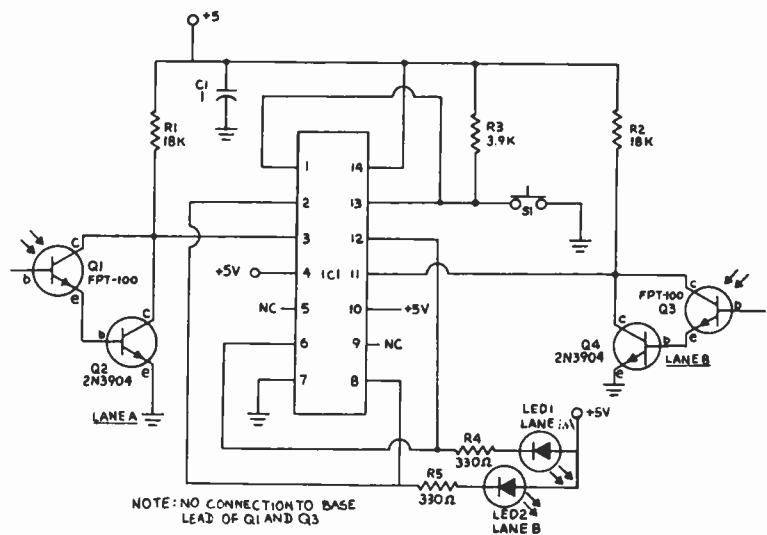 +5
C1
1
R1
18K
R3
3.9K
R2
18K
1
14
2
13
S1
3
12
C
Q1
FPT-100
b
e
+5V
4
IC1
11
NC
5
10
+5V
FPT-100
Q3
C
b
e
C
b
e
Q2
2N3904
LANE A
6
9
NC
7
8
C
Q4
2N3904
b
e
LANE B
+5V
LED1
LANE
R4
330Ω
R5
330Ω
LED2
LANE B
NOTE: NO CONNECTION TO BASE
LEAD OF Q1 AND Q3